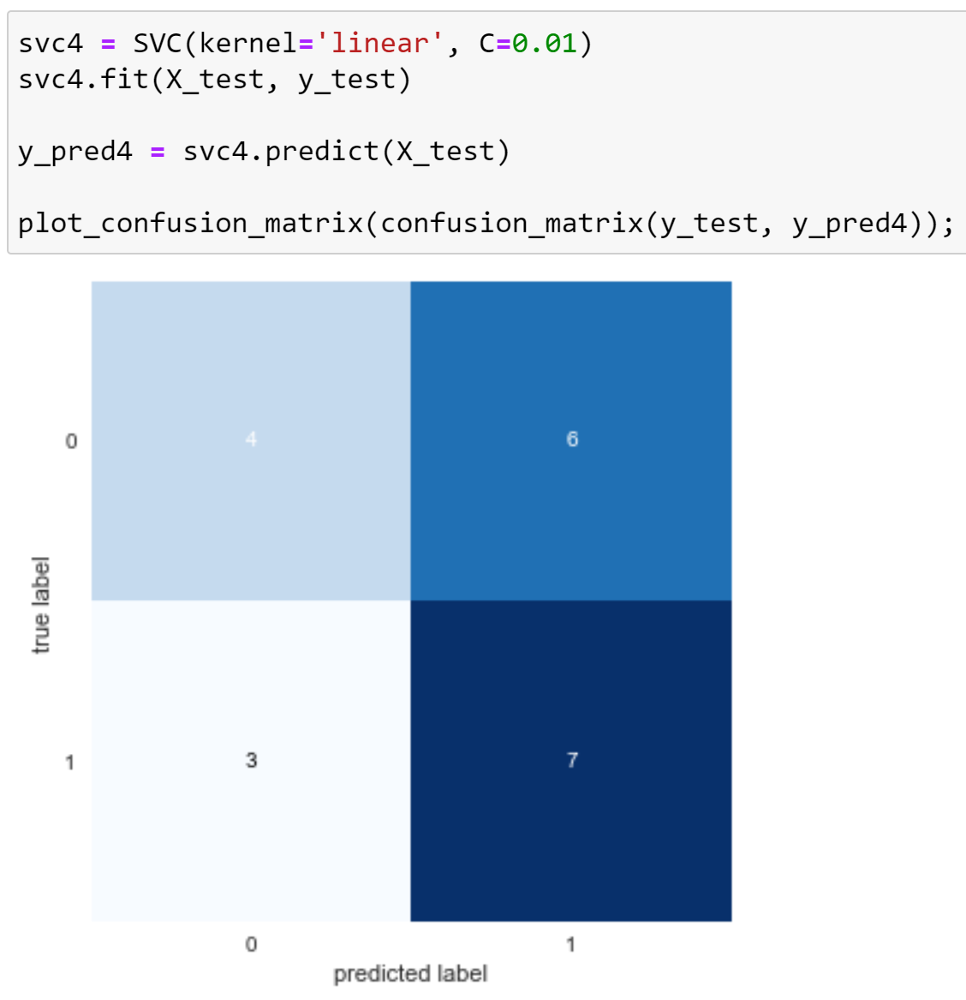 svc4 = SVC(kernel='linear', C=0.01)
svc4.fit(X_test, y_test)
y_pred4 = svc4.predict(X_test)
plot_confusion_matrix(confusion_matrix(y_test, y_pred4));
0
4
6
true label
1
3
7
0
1
predicted label